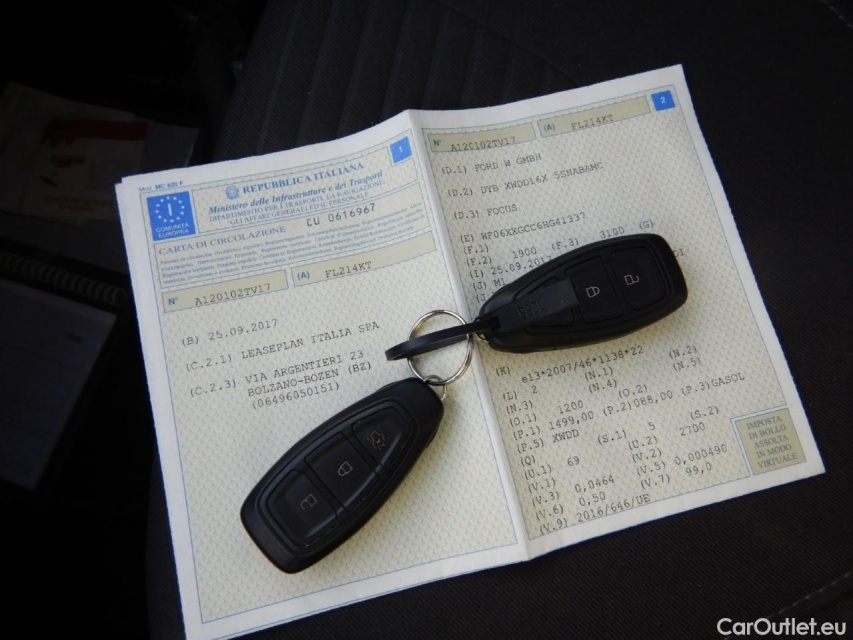 Mod. MC 820 F
1
REPUBBLICA ITALIANA
Ministero delle Infrastrutture e dei Trasporti
DIPARTIMENTO PER I TRASPORTI, LA NAVIGAZIONE,
GLI AFFARI GENERALI ED IL PERSONALE
I
COMUNITA
EUROPEA
CU 0616967
CARTA DI CIRCOLAZIONE
N° A120102TV17 (A) FL214KT
(B) 25.09.2017
(C.2.1) LEASEPLAN ITALIA SPA
(C.2.3) VIA ARGENTIERI 23
BOLZANO-BOZEN (BZ)
(06496050151)
2
N° A120102TV17 (A) FL214KT
(D.1) FORD W GMBH
(D.2) DYB XWDD16X 5GNABAMC
(D.3) FOCUS
(E) WF06XXGCC6HG41337
(F.1)
(F.2) 1900 (F.3) 3100 (G)
(I) 25.09.2017
(K) e13*2007/46*1138*22
(L) 2 (N.1) (N.2)
(N.3) (N.4) (N.5)
(O.1) 1200 (O.2)
(P.1) 1499,00 (P.2)088,00 (P.3)GASOL
(P.5) XWDD
(Q) (S.1) 5 (S.2)
(U.1) 69 (U.2) 2700
(V.1) (V.2)
(V.3) 0,0464 (V.5) 0,000490
(V.6) 0,50 (V.7) 99,0
(V.9) 2016/646/UE
IMPOSTA
DI BOLLO
ASSOLTA
IN MODO
VIRTUALE
CarOutlet.eu